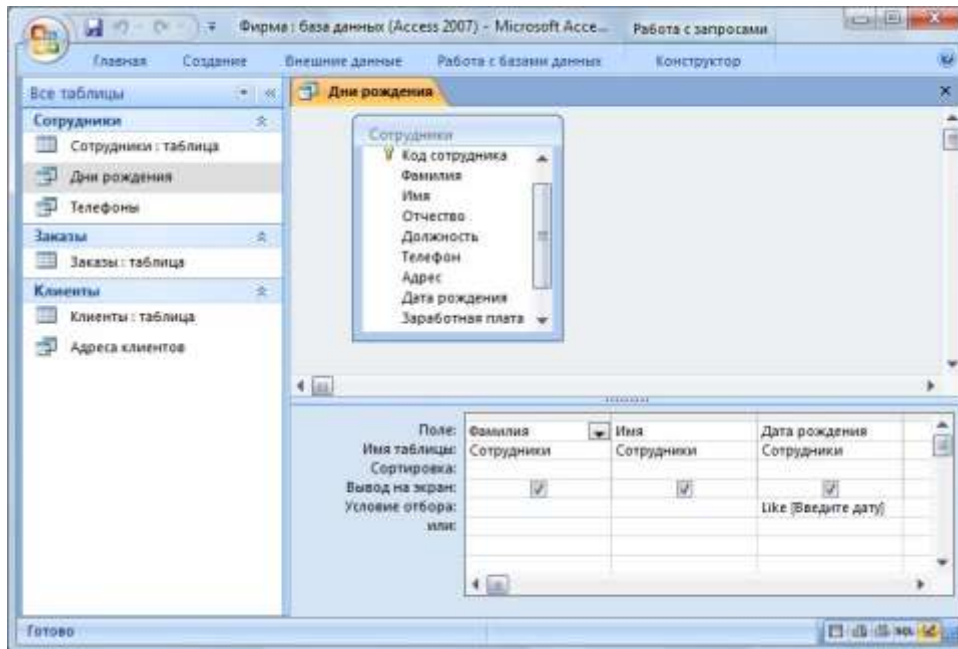 Фирма : база данных (Access 2007) - Microsoft Acce...
Работа с запросами
Главная Создание Внешние данные Работа с базами данных Конструктор
Все таблицы
Дни рождения
Сотрудники
Сотрудники : таблица
Дни рождения
Телефоны
Заказы
Заказы : таблица
Клиенты
Клиенты : таблица
Адреса клиентов
Сотрудники
Код сотрудника
Фамилия
Имя
Отчество
Должность
Телефон
Адрес
Дата рождения
Заработная плата
Поле: Фамилия Имя Дата рождения
Имя таблицы: Сотрудники Сотрудники Сотрудники
Сортировка:
Вывод на экран:
Условие отбора: Like [Введите дату]
или:
Готово
SQL